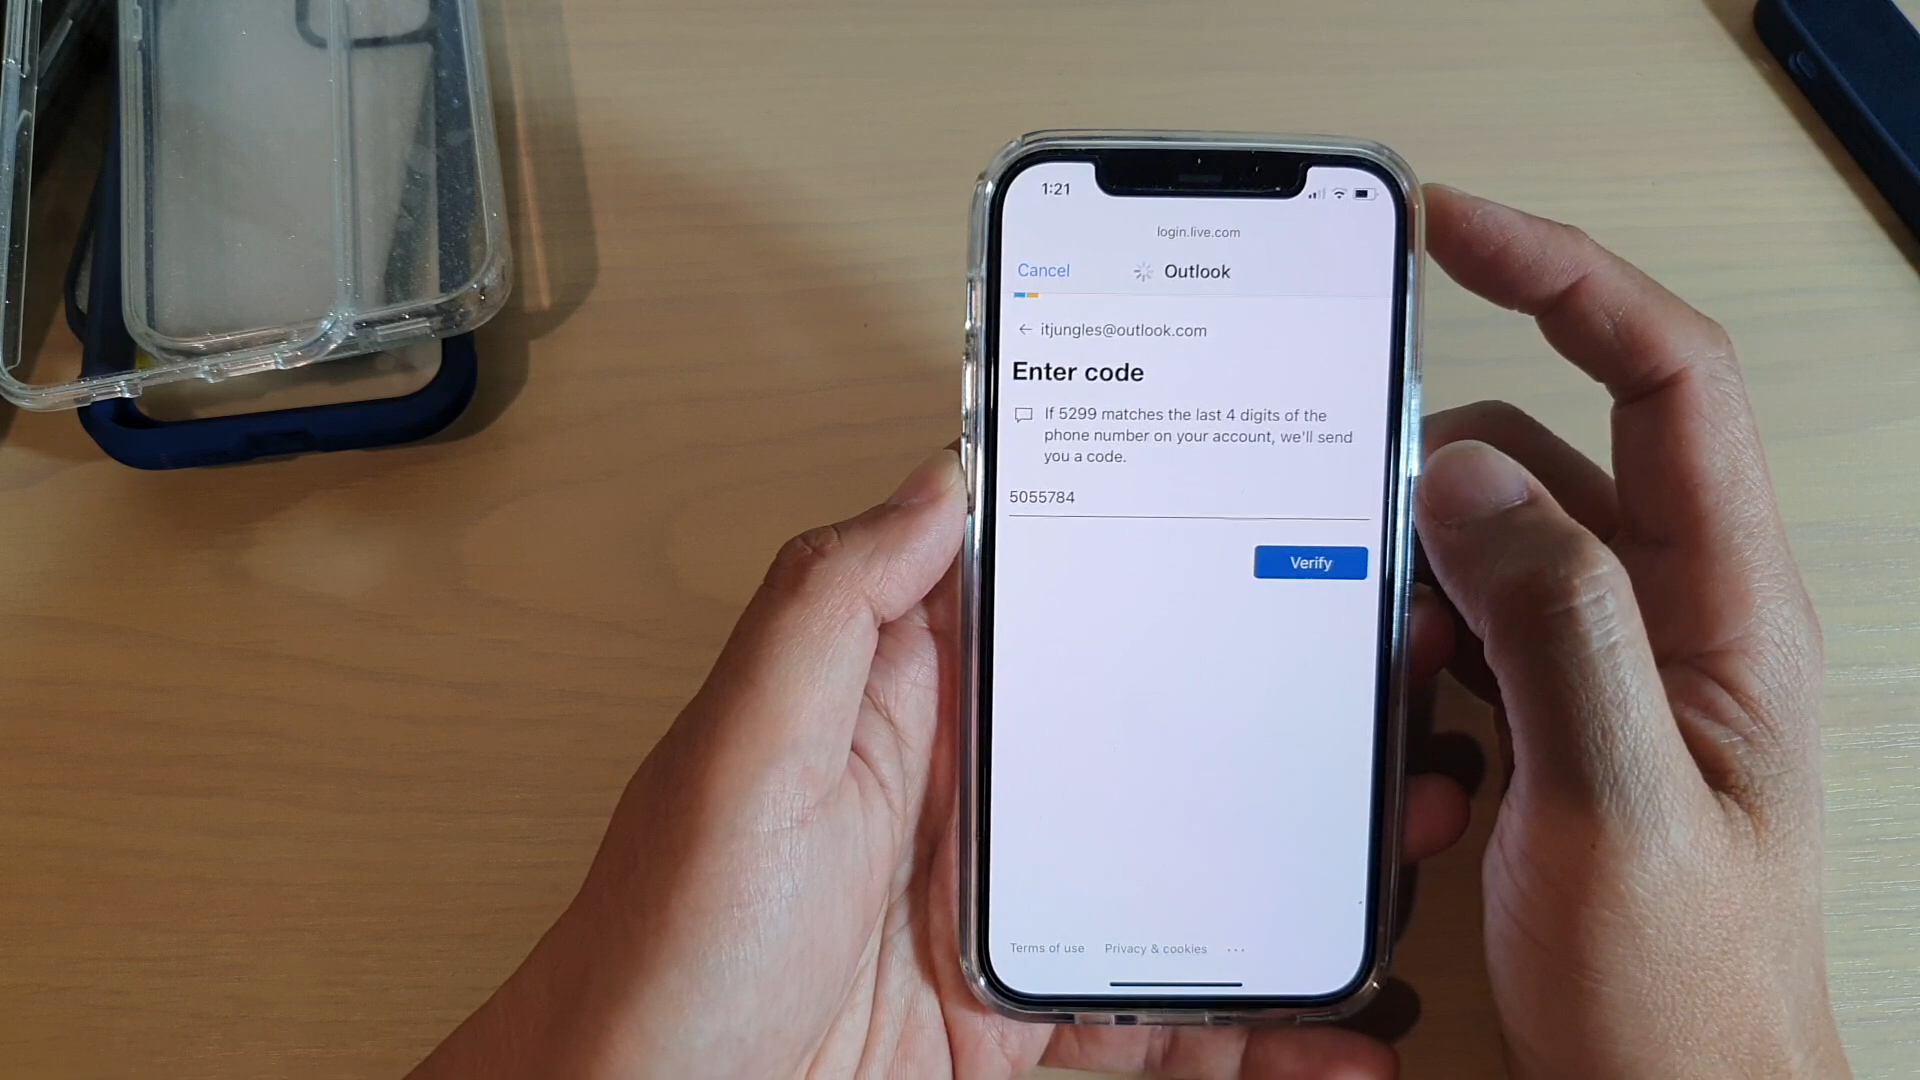 1:21
login.live.com
Cancel
Outlook
← itjungles@outlook.com
Enter code
If 5299 matches the last 4 digits of the
phone number on your account, we'll send
you a code.
5055784
Verify
Terms of use Privacy & cookies ...